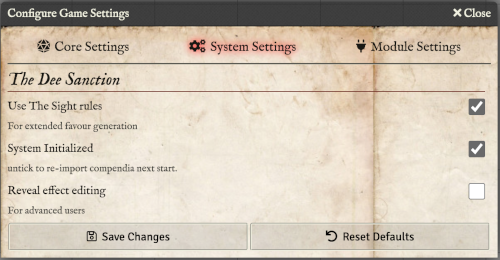 Configure Game Settings
Close
Core Settings
System Settings
Module Settings
The Dee Sanction
Use The Sight rules
For extended favour generation
System Initialized
untick to re-import compendia next start.
Reveal effect editing
For advanced users
Save Changes
Reset Defaults